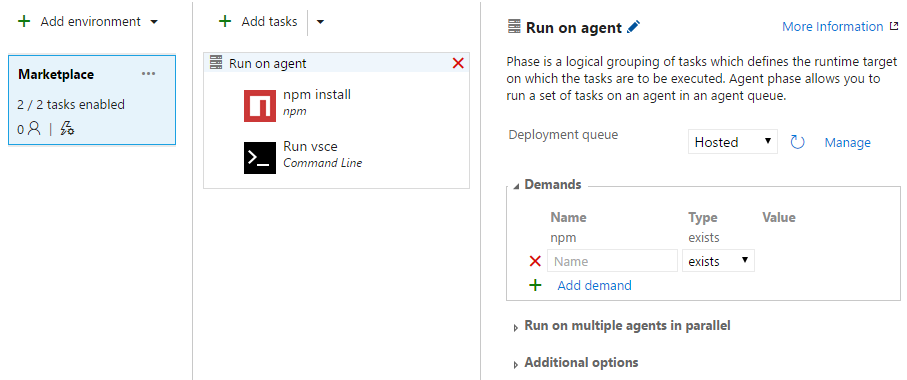 Add environment
Marketplace
2 / 2 tasks enabled
0
Add tasks
Run on agent
npm install
npm
Run vsce
Command Line
Run on agent
More Information
Phase is a logical grouping of tasks which defines the runtime target
on which the tasks are to be executed. Agent phase allows you to
run a set of tasks on an agent in an agent queue.
Deployment queue
Hosted
Manage
Demands
Name Type Value
npm exists
Name exists
Add demand
Run on multiple agents in parallel
Additional options